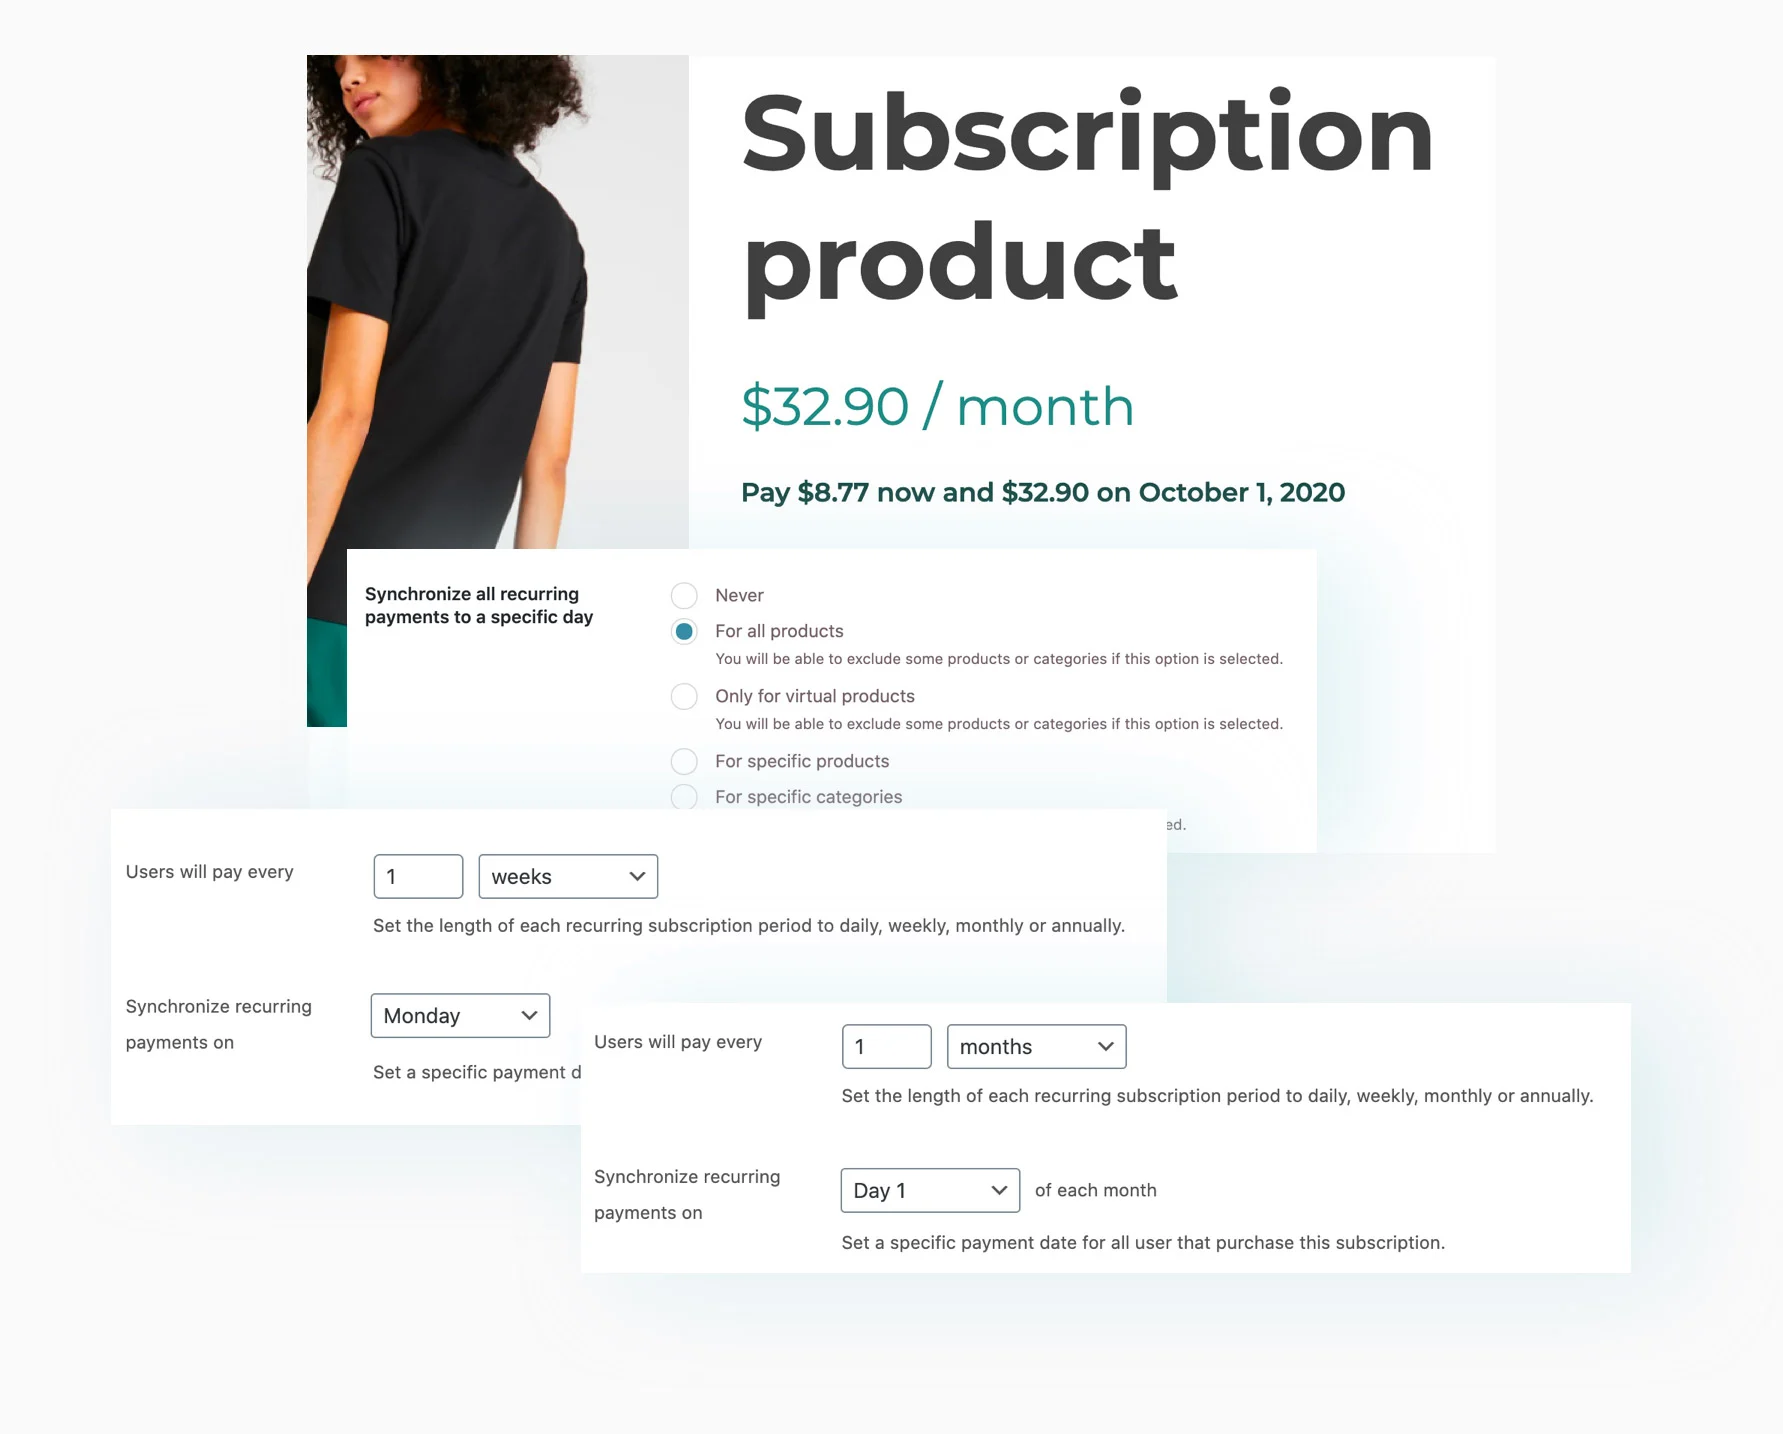 Subscription
product
$32.90 / month
Pay $8.77 now and $32.90 on October 1, 2020
Synchronize all recurring
payments to a specific day
Never
For all products
You will be able to exclude some products or categories if this option is selected.
Only for virtual products
You will be able to exclude some products or categories if this option is selected.
For specific products
For specific categories
Users will pay every
1
weeks
Set the length of each recurring subscription period to daily, weekly, monthly or annually.
Synchronize recurring
payments on
Monday
Set a specific payment
Users will pay every
1
months
Set the length of each recurring subscription period to daily, weekly, monthly or annually.
Synchronize recurring
payments on
Day 1
of each month
Set a specific payment date for all user that purchase this subscription.